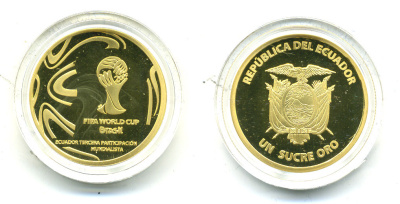 FIFA WORLD CUP
Brasil
ECUADOR TERCERA PARTICIPACIÓN
MUNDIALISTA
REPÚBLICA DEL ECUADOR
UN SUCRE ORO